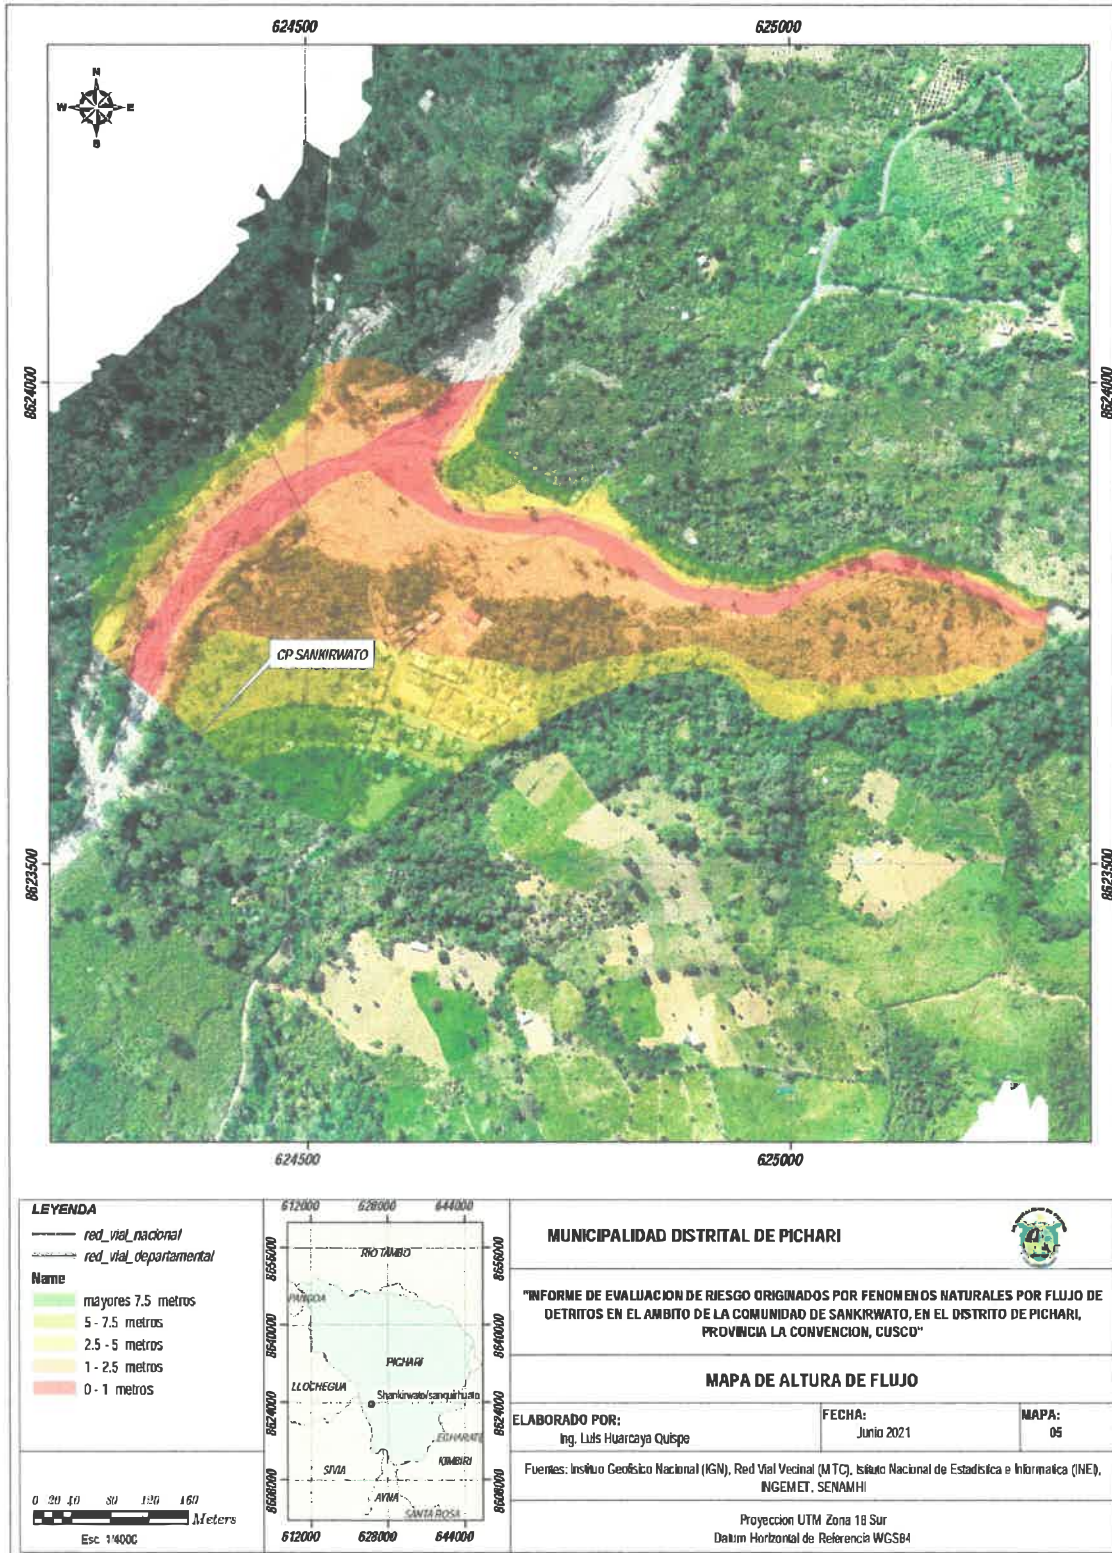 624500
625000
N
W
E
S
8624000
8624000
CP SANKIRWATO
8623500
8623500
624500
625000
LEYENDA
red_vial_nacional
red_vial_departamental
Name
mayores 7.5 metros
5 - 7.5 metros
2.5 - 5 metros
1 - 2.5 metros
0 - 1 metros
0 20 40 80 120 160
Meters
Esc 1/4000
612000
628000
644000
8656000
8656000
8640000
8640000
8624000
8624000
8608000
8608000
RIO TAMBO
PANGOA
PICHARI
LLOCHEGUA
Shankirwato/sanquirhuato
ECHARATE
KIMBIRI
SIVIA
AYNA
SANTA ROSA
612000
628000
644000
MUNICIPALIDAD DISTRITAL DE PICHARI
"INFORME DE EVALUACION DE RIESGO ORIGINADOS POR FENOMENOS NATURALES POR FLUJO DE
DETRITOS EN EL AMBITO DE LA COMUNIDAD DE SANKIRWATO, EN EL DISTRITO DE PICHARI,
PROVINCIA LA CONVENCION, CUSCO"
MAPA DE ALTURA DE FLUJO
ELABORADO POR:
Ing. Luis Huarcaya Quispe
FECHA:
Junio 2021
MAPA:
05
Fuentes: Instituo Geofisico Nacional (IGN), Red Vial Vecinal (MTC), Istituto Nacional de Estadistica e Informatica (INEI),
INGEMET, SENAMHI
Proyeccion UTM Zona 18 Sur
Datum Horizontal de Referencia WGS84